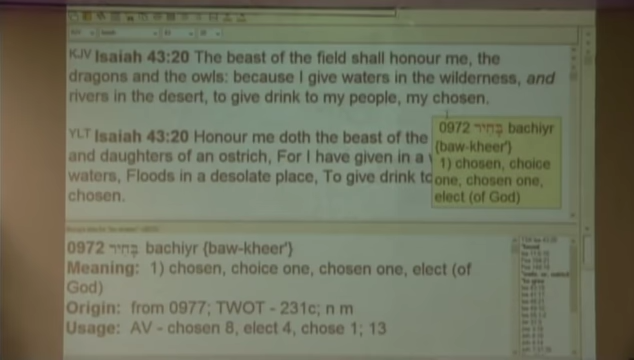 KJV Isaiah 43:20 The beast of the field shall honour me, the
dragons and the owls: because I give waters in the wilderness, and
rivers in the desert, to give drink to my people, my chosen.
YLT Isaiah 43:20 Honour me doth the beast of the
and daughters of an ostrich, For I have given in a
waters, Floods in a desolate place, To give drink to
chosen.
0972 בָּחִיר bachiyr
{baw-kheer'}
1) chosen, choice
one, chosen one,
elect (of God)
0972 בָּחִיר bachiyr {baw-kheer'}
Meaning: 1) chosen, choice one, chosen one, elect (of
God)
Origin: from 0977; TWOT - 231c; n m
Usage: AV - chosen 8, elect 4, chose 1; 13